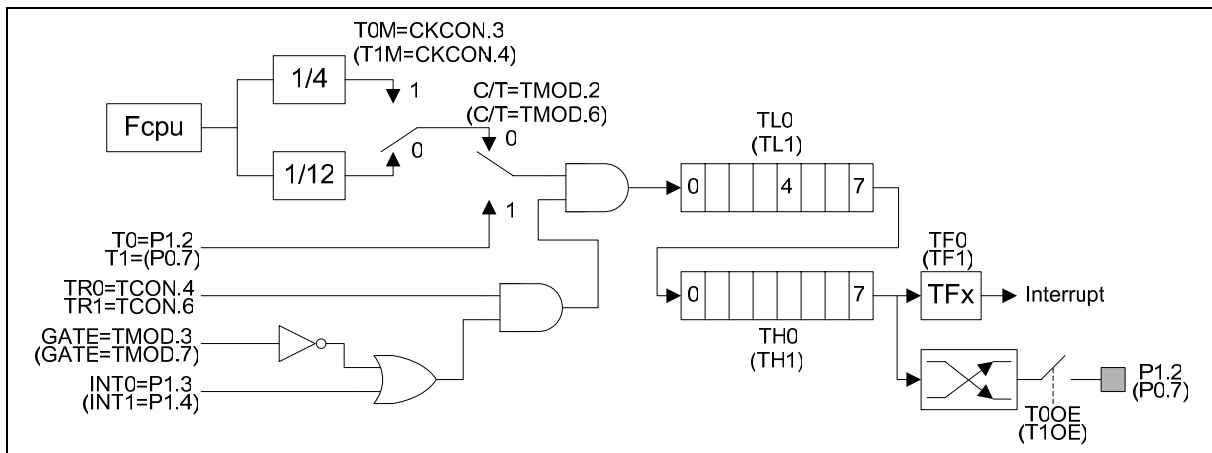 T0M=CKCON.3
(T1M=CKCON.4)
1/4
1
C/T=TMOD.2
(C/T=TMOD.6)
Fcpu
0
0
1/12
TL0
(TL1)
0 4 7
1
T0=P1.2
T1=(P0.7)
TR0=TCON.4
TR1=TCON.6
0 7
TH0
(TH1)
TF0
(TF1)
TFx
Interrupt
GATE=TMOD.3
(GATE=TMOD.7)
INT0=P1.3
(INT1=P1.4)
P1.2
(P0.7)
T0OE
(T1OE)